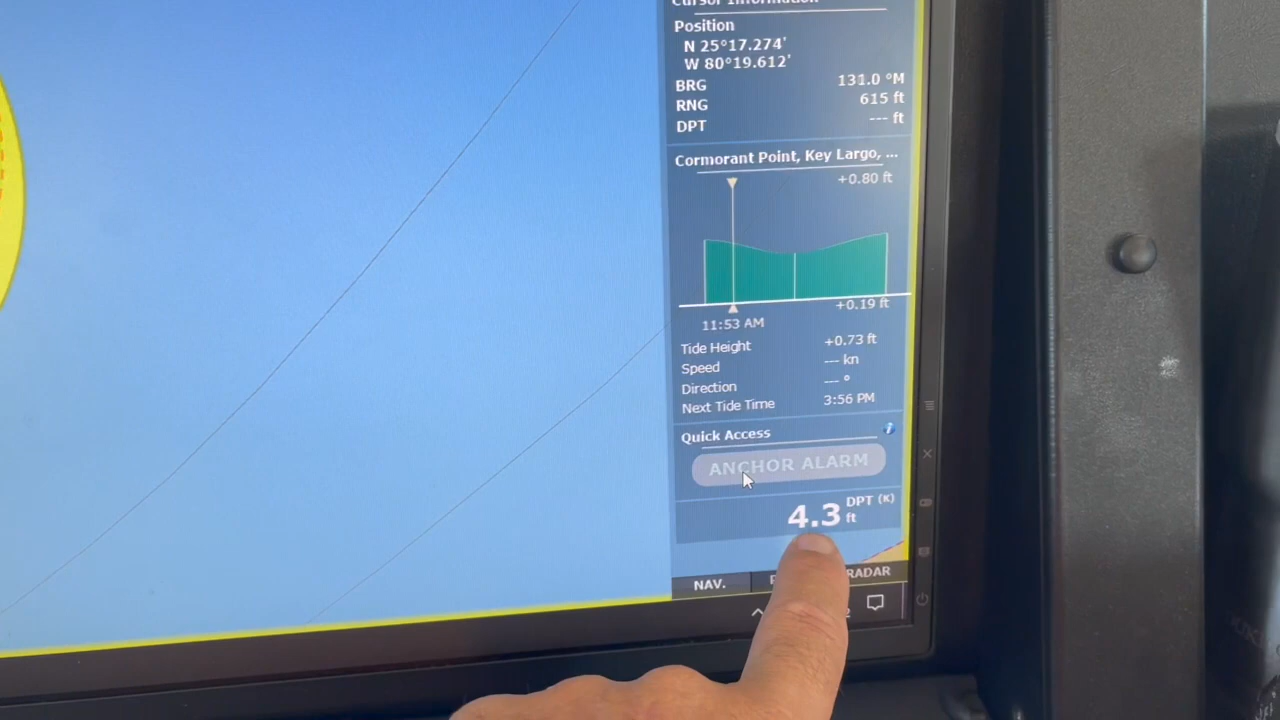 Cursor Information
Position
N 25°17.274'
W 80°19.612'
BRG 131.0 °M
RNG 615 ft
DPT --- ft
Cormorant Point, Key Largo, ...
+0.80 ft
+0.19 ft
11:53 AM
Tide Height +0.73 ft
Speed --- kn
Direction --- °
Next Tide Time 3:56 PM
Quick Access
ANCHOR ALARM
4.3 DPT (K)
ft
NAV. RADAR